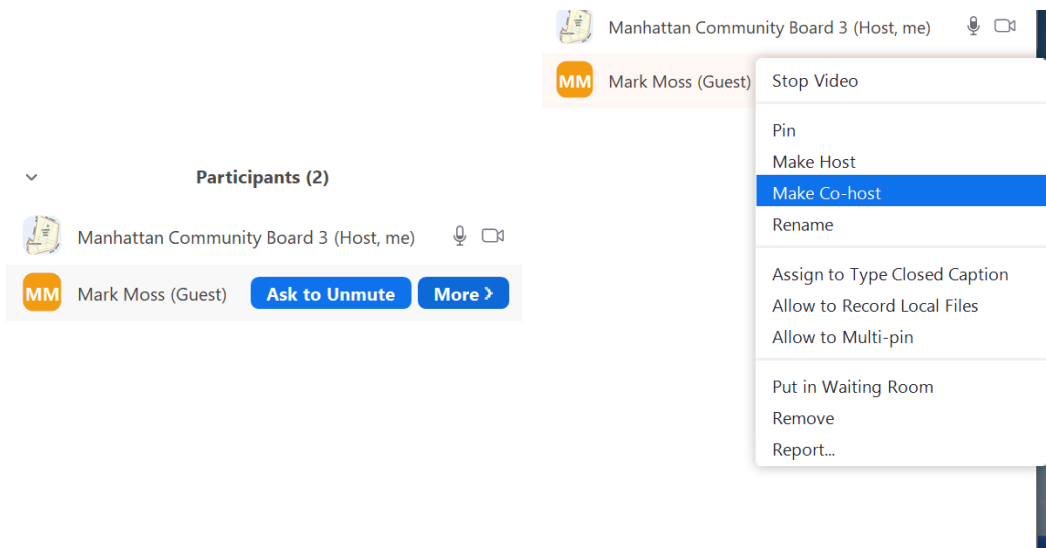 Participants (2)
Manhattan Community Board 3 (Host, me)
MM Mark Moss (Guest) Ask to Unmute More >
Manhattan Community Board 3 (Host, me)
MM Mark Moss (Guest)
Stop Video
Pin
Make Host
Make Co-host
Rename
Assign to Type Closed Caption
Allow to Record Local Files
Allow to Multi-pin
Put in Waiting Room
Remove
Report...